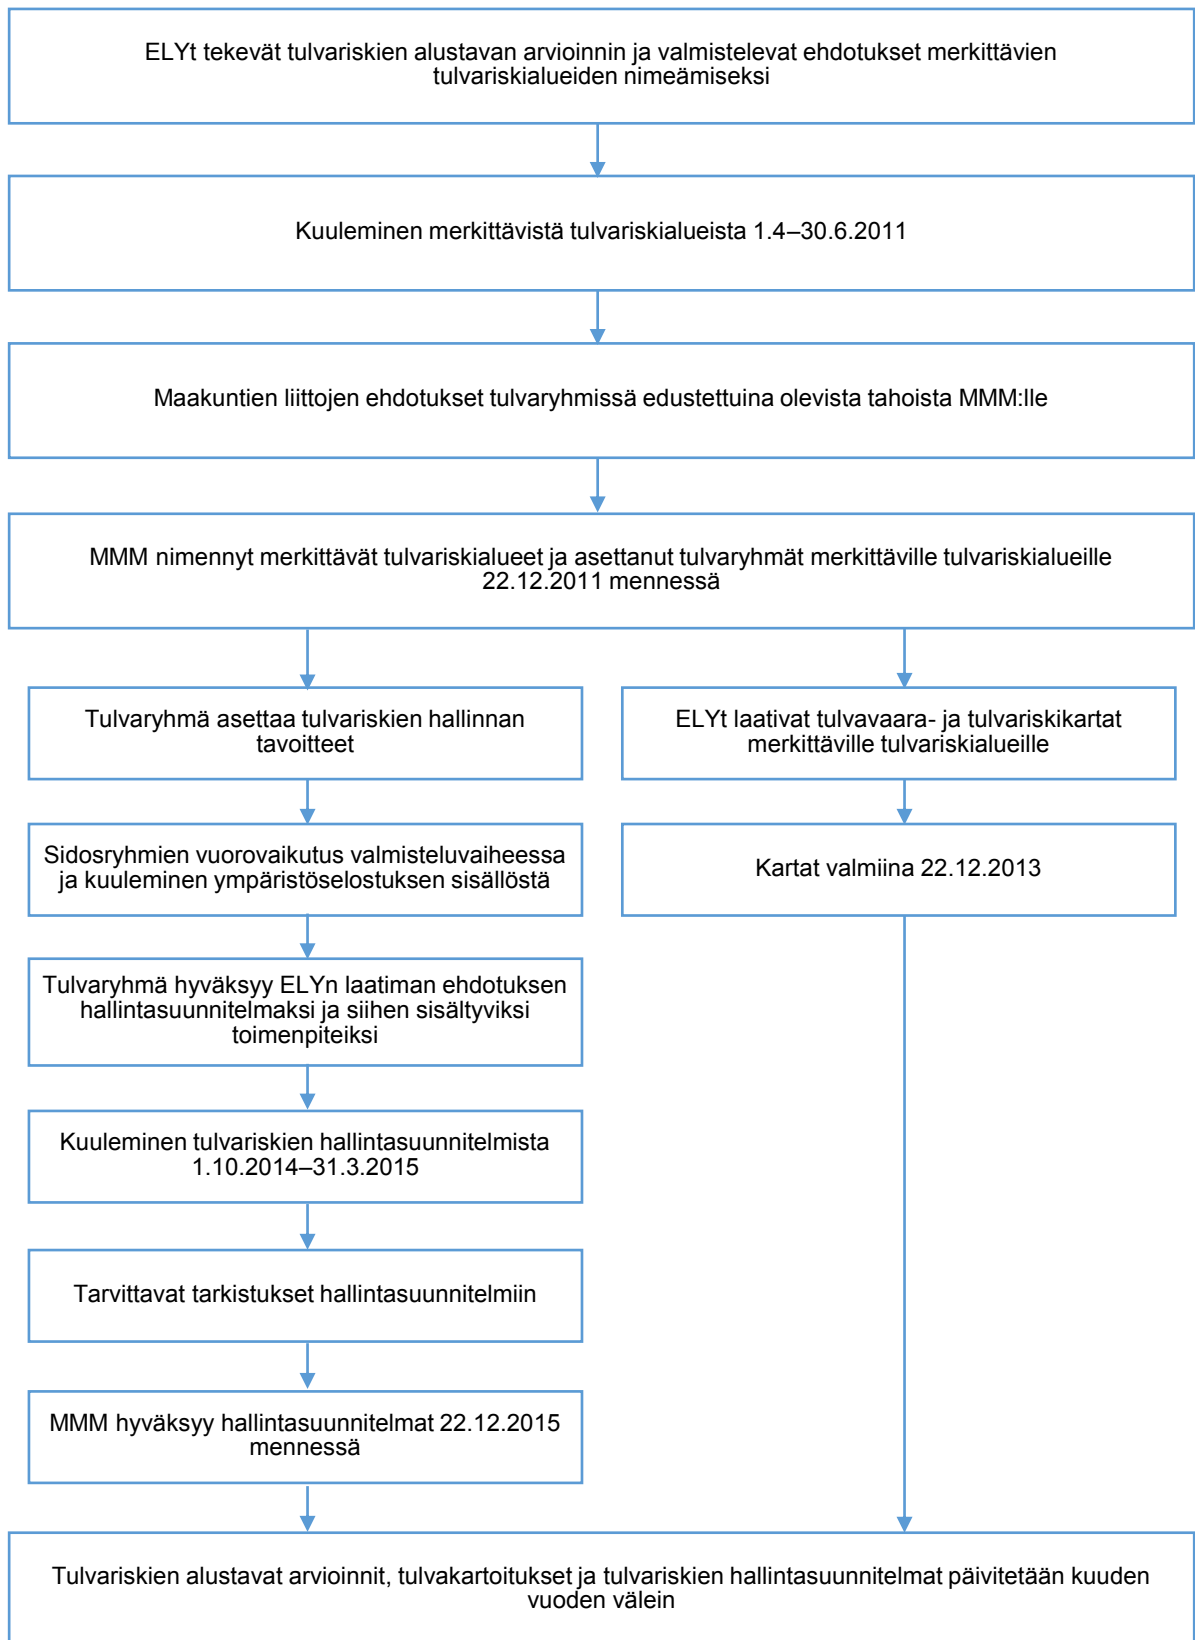 ELYt tekevät tulvariskien alustavan arvioinnin ja valmistelevat ehdotukset merkittävien
tulvariskialueiden nimeämiseksi
Kuuleminen merkittävistä tulvariskialueista 1.4–30.6.2011
Maakuntien liittojen ehdotukset tulvaryhmissä edustettuina olevista tahoista MMM:lle
MMM nimennyt merkittävät tulvariskialueet ja asettanut tulvaryhmät merkittäville tulvariskialueille
22.12.2011 mennessä
Tulvaryhmä asettaa tulvariskien hallinnan
tavoitteet
ELYt laativat tulvavaara- ja tulvariskikartat
merkittäville tulvariskialueille
Sidosryhmien vuorovaikutus valmisteluvaiheessa
ja kuuleminen ympäristöselostuksen sisällöstä
Kartat valmiina 22.12.2013
Tulvaryhmä hyväksyy ELYn laatiman ehdotuksen
hallintasuunnitelmaksi ja siihen sisältyviksi
toimenpiteiksi
Kuuleminen tulvariskien hallintasuunnitelmista
1.10.2014–31.3.2015
Tarvittavat tarkistukset hallintasuunnitelmiin
MMM hyväksyy hallintasuunnitelmat 22.12.2015
mennessä
Tulvariskien alustavat arvioinnit, tulvakartoitukset ja tulvariskien hallintasuunnitelmat päivitetään kuuden
vuoden välein